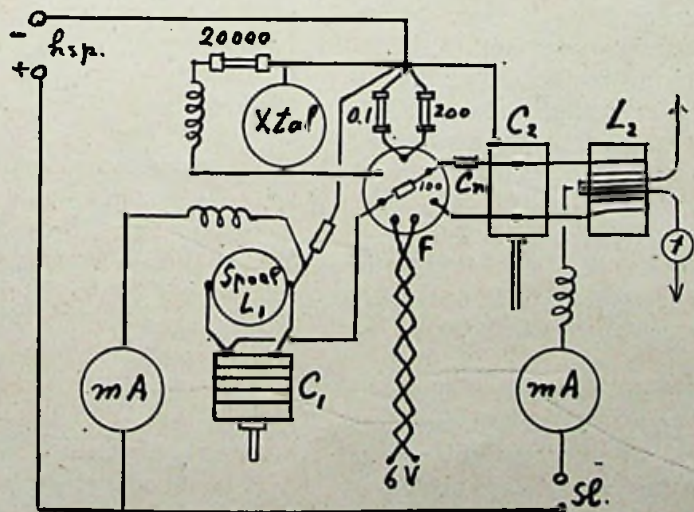 - hsp.
+
20000
Xtal
0.1
200
C2
L2
100
Cn
F
t
Spoel
L1
mA
C1
mA
6V
Sl.